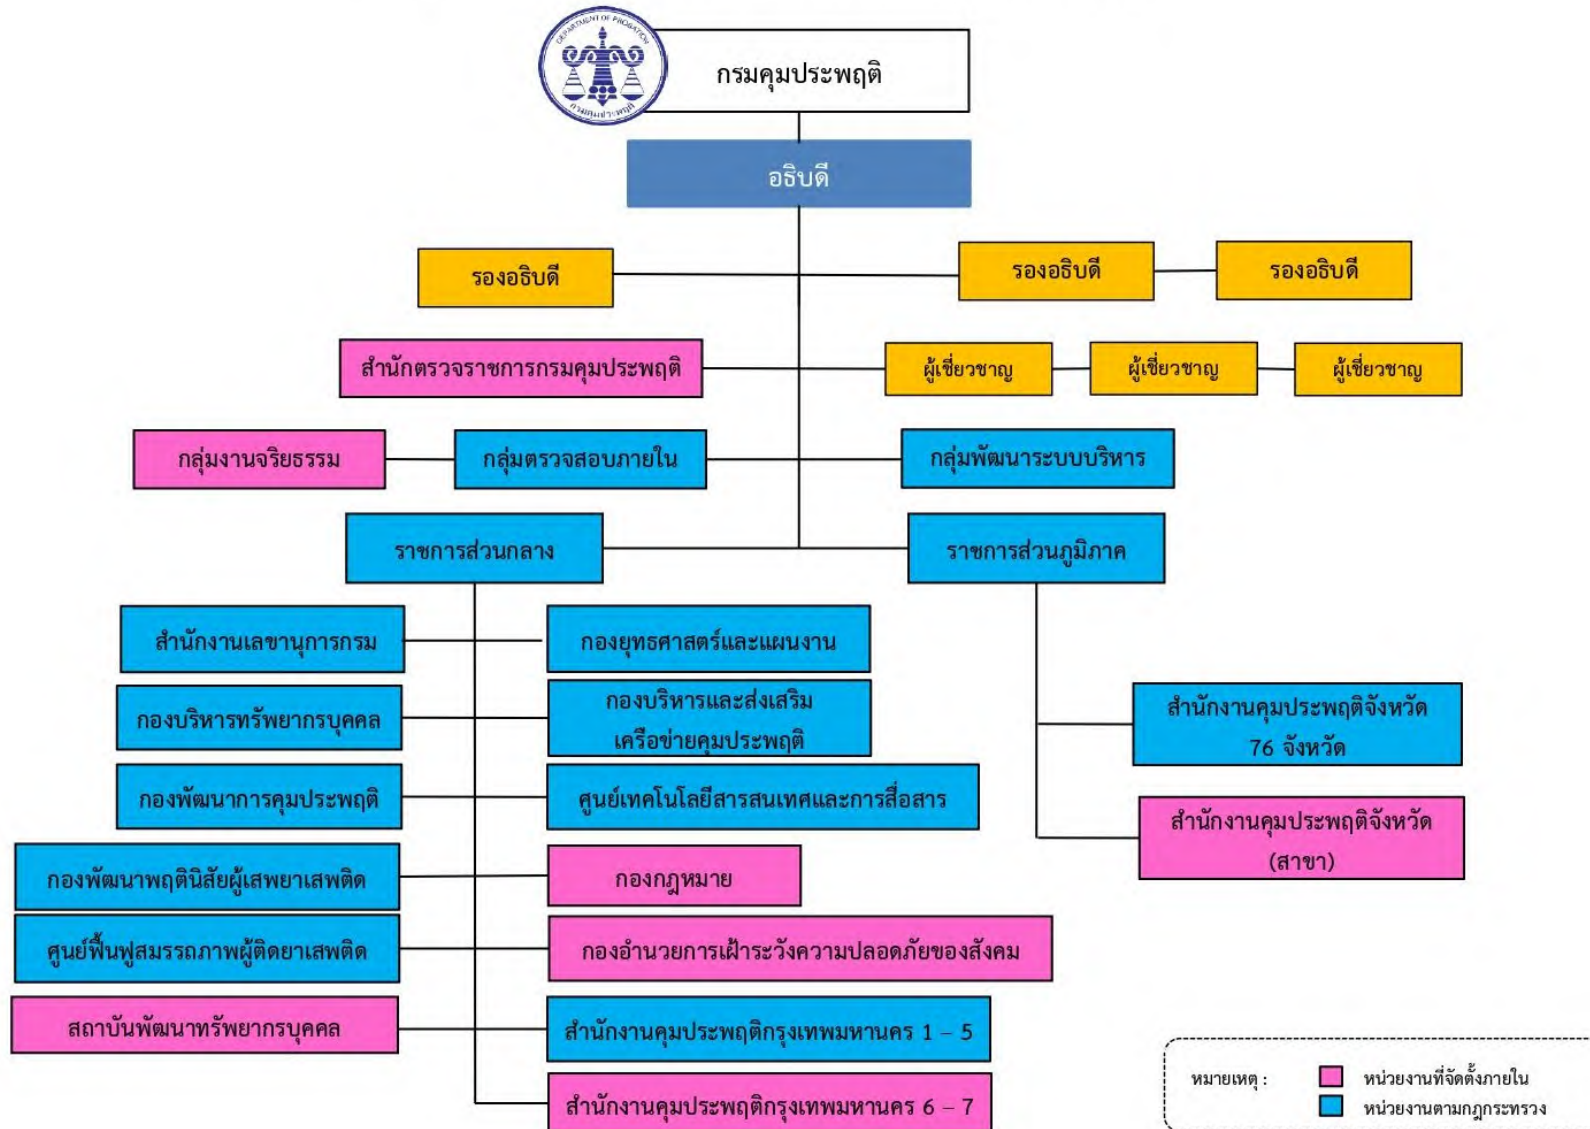 DEPARTMENT OF PROBATION
กรมคุมประพฤติ
กรมคุมประพฤติ
อธิบดี
รองอธิบดี
รองอธิบดี
รองอธิบดี
สำนักตรวจราชการกรมคุมประพฤติ
ผู้เชี่ยวชาญ
ผู้เชี่ยวชาญ
ผู้เชี่ยวชาญ
กลุ่มงานจริยธรรม
กลุ่มตรวจสอบภายใน
กลุ่มพัฒนาระบบบริหาร
ราชการส่วนกลาง
ราชการส่วนภูมิภาค
สำนักงานเลขานุการกรม
กองยุทธศาสตร์และแผนงาน
กองบริหารทรัพยากรบุคคล
กองบริหารและส่งเสริม
เครือข่ายคุมประพฤติ
สำนักงานคุมประพฤติจังหวัด
76 จังหวัด
กองพัฒนาการคุมประพฤติ
ศูนย์เทคโนโลยีสารสนเทศและการสื่อสาร
สำนักงานคุมประพฤติจังหวัด
(สาขา)
กองพัฒนาพฤตินิสัยผู้เสพยาเสพติด
กองกฎหมาย
ศูนย์ฟื้นฟูสมรรถภาพผู้ติดยาเสพติด
กองอำนวยการเฝ้าระวังความปลอดภัยของสังคม
สถาบันพัฒนาทรัพยากรบุคคล
สำนักงานคุมประพฤติกรุงเทพมหานคร 1 – 5
สำนักงานคุมประพฤติกรุงเทพมหานคร 6 – 7
หมายเหตุ : หน่วยงานที่จัดตั้งภายใน
หน่วยงานตามกฎกระทรวง